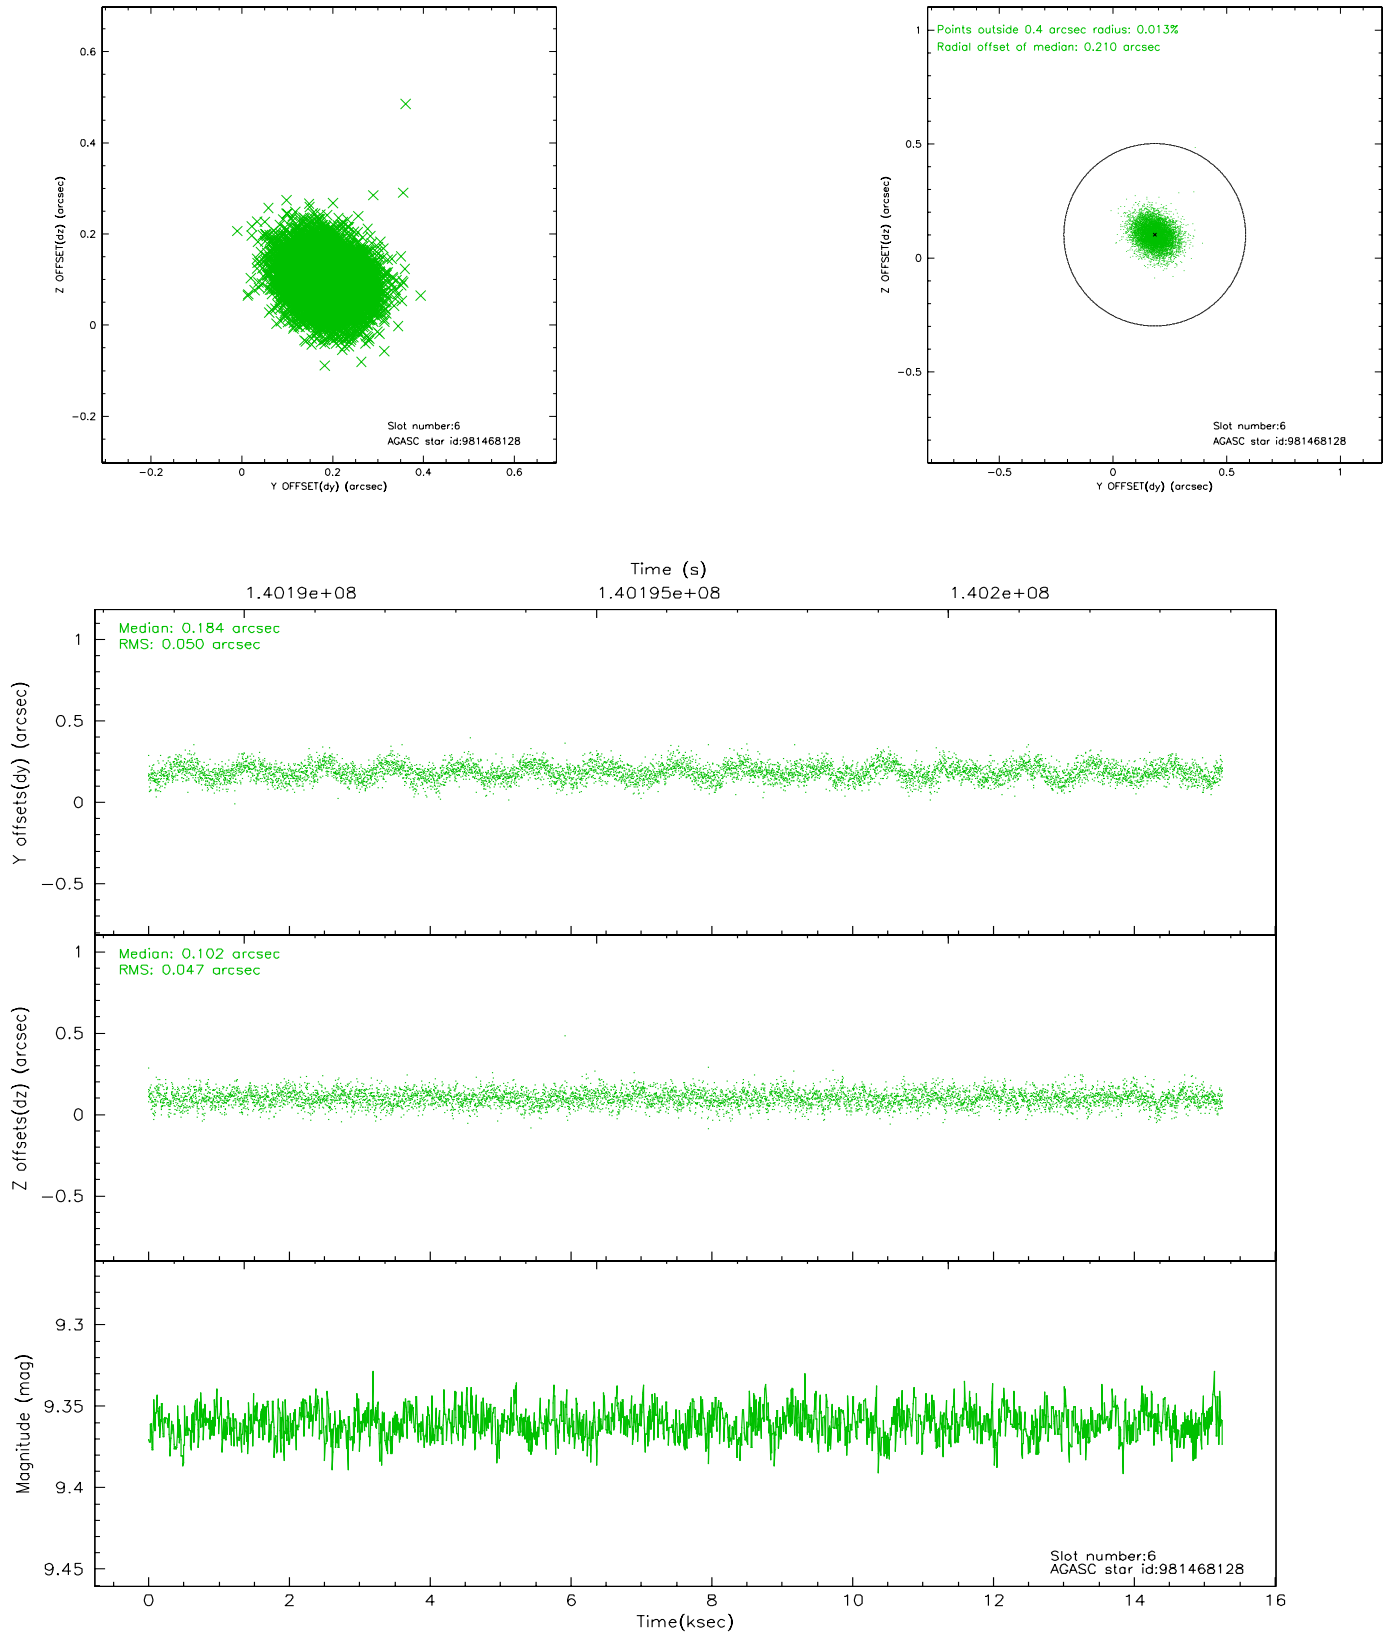 0.6
0.4
0.2
0
−0.2
Z OFFSET(dz) (arcsec)
Slot number:6
AGASC star id:981468128
−0.2 0 0.2 0.4 0.6
Y OFFSET(dy) (arcsec)
Points outside 0.4 arcsec radius: 0.013%
Radial offset of median: 0.210 arcsec
1
0.5
0
−0.5
Z OFFSET(dz) (arcsec)
Slot number:6
AGASC star id:981468128
−0.5 0 0.5 1
Y OFFSET(dy) (arcsec)
Time (s)
1.4019e+08 1.40195e+08 1.402e+08
Median: 0.184 arcsec
RMS: 0.050 arcsec
1
0.5
0
−0.5
Y offsets(dy) (arcsec)
Median: 0.102 arcsec
RMS: 0.047 arcsec
1
0.5
0
−0.5
Z offsets(dz) (arcsec)
9.3
9.35
9.4
9.45
Magnitude (mag)
Slot number:6
AGASC star id:981468128
0 2 4 6 8 10 12 14 16
Time(ksec)